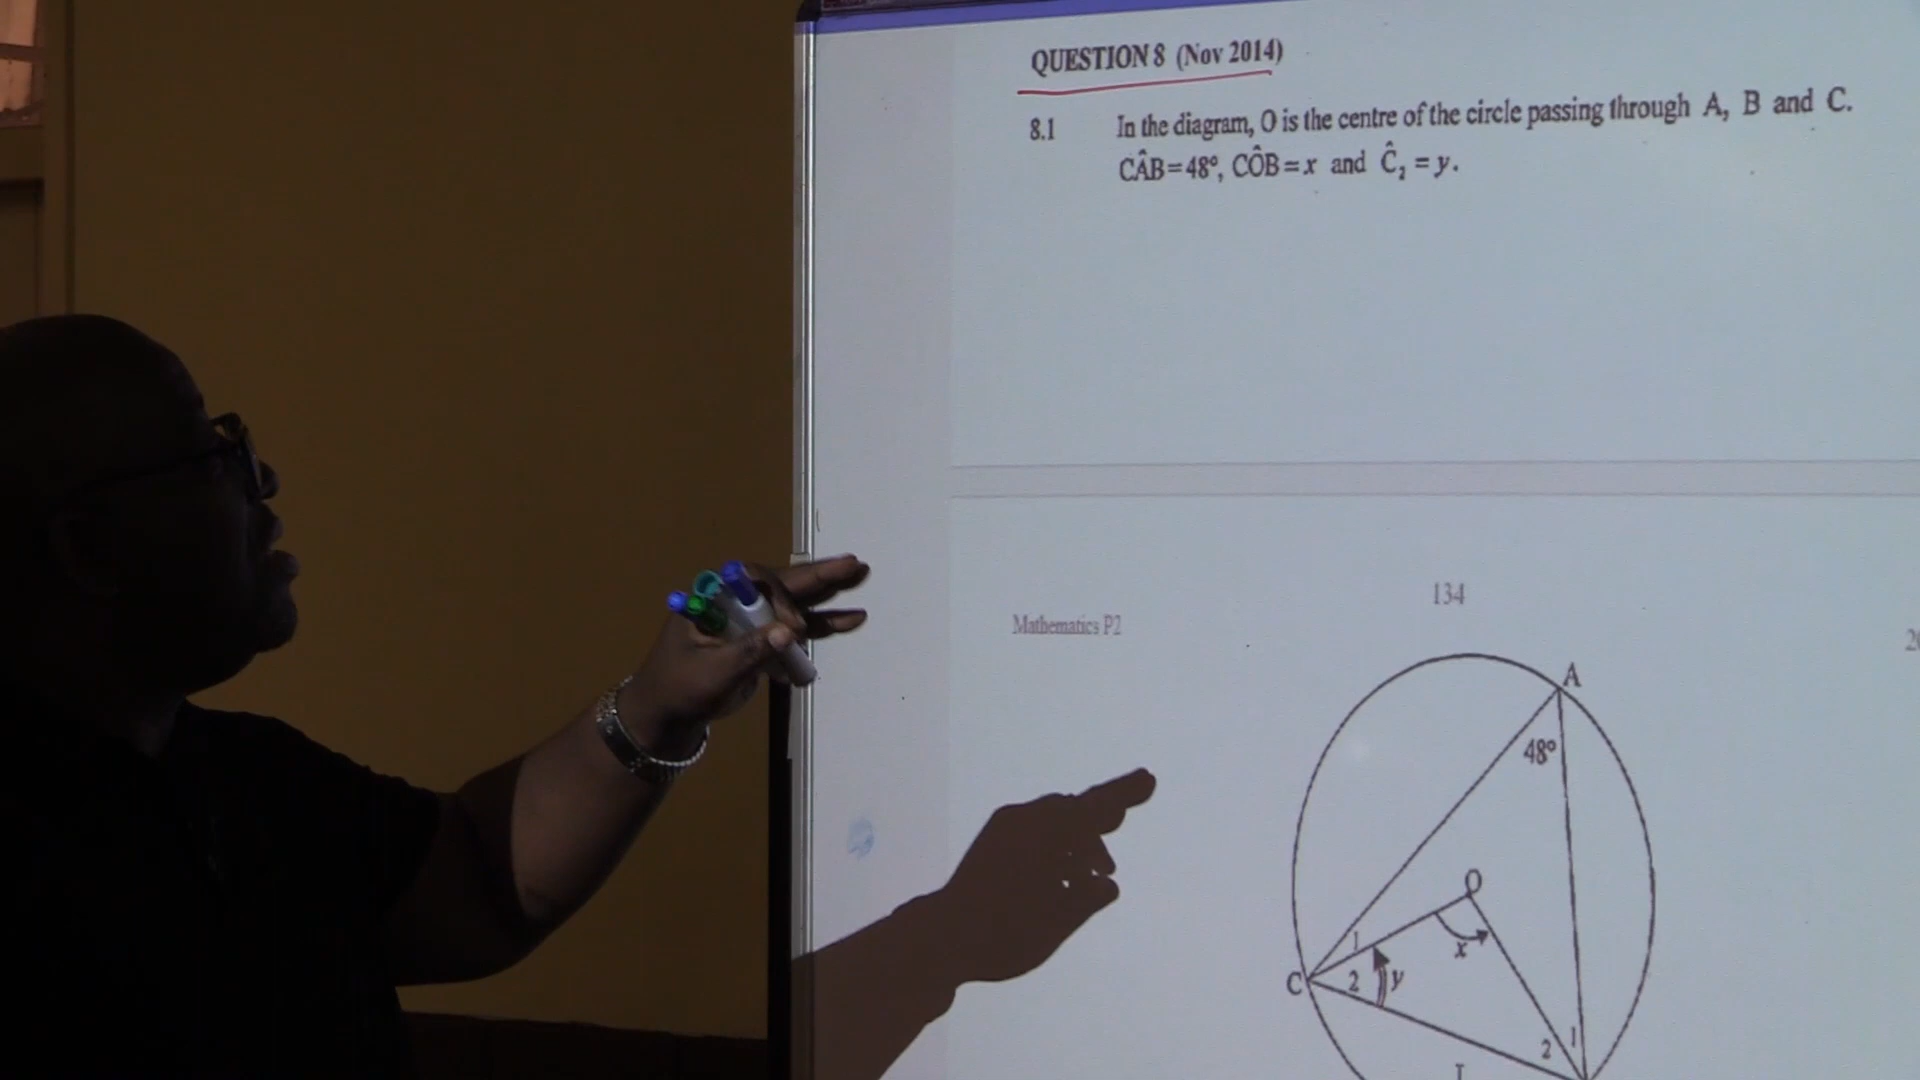 QUESTION 8 (Nov 2014)
8.1 In the diagram, O is the centre of the circle passing through A, B and C.
CÂB = 48°, CÔB = x and Ĉ₂ = y.
134
Mathematics P2
A
48°
O
x
1
C
2
y
2
1